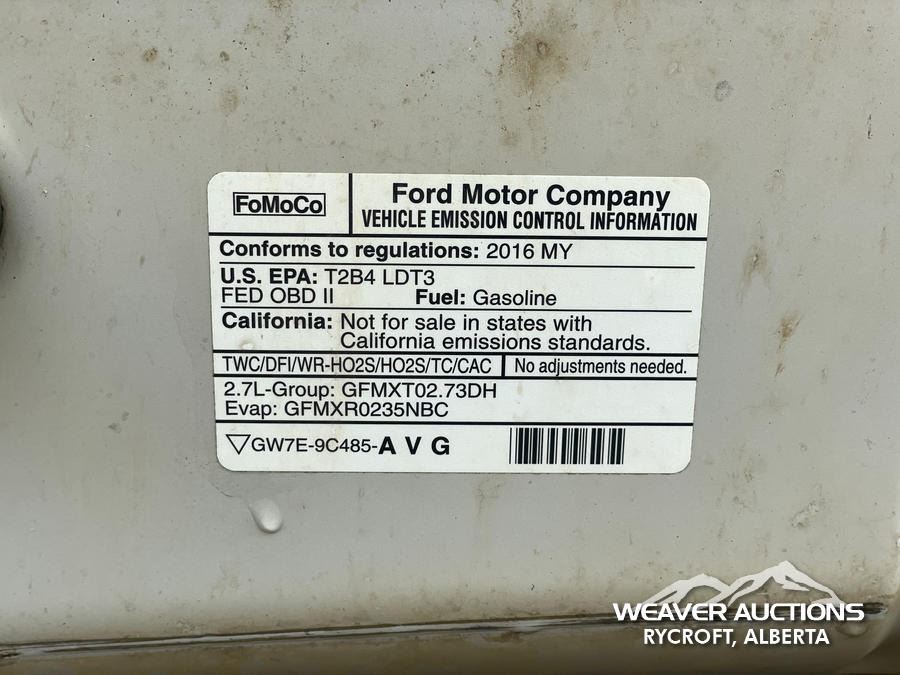 FoMoCo
Ford Motor Company
VEHICLE EMISSION CONTROL INFORMATION
Conforms to regulations: 2016 MY
U.S. EPA: T2B4 LDT3
FED OBD II Fuel: Gasoline
California: Not for sale in states with
California emissions standards.
TWC/DFI/WR-HO2S/HO2S/TC/CAC No adjustments needed.
2.7L-Group: GFMXT02.73DH
Evap: GFMXR0235NBC
GW7E-9C485-A V G
WEAVER AUCTIONS
RYCROFT, ALBERTA